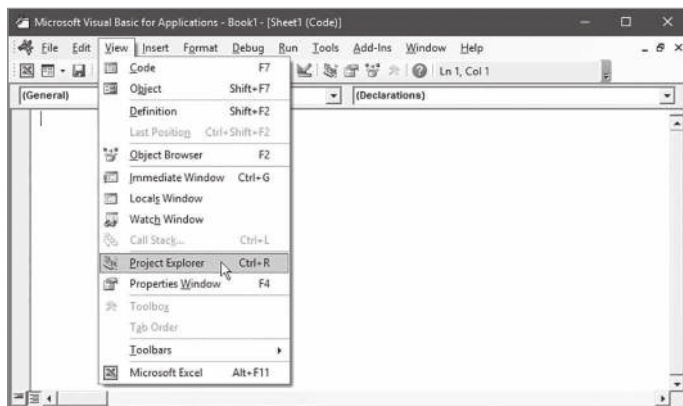 Microsoft Visual Basic for Applications - Book1 - [Sheet1 (Code)]
File Edit View Insert Format Debug Run Tools Add-Ins Window Help
Ln 1, Col 1
(General) (Declarations)
Code F7
Object Shift+F7
Definition Shift+F2
Last Position Ctrl+Shift+F2
Object Browser F2
Immediate Window Ctrl+G
Locals Window
Watch Window
Call Stack... Ctrl+L
Project Explorer Ctrl+R
Properties Window F4
Toolbox
Tab Order
Toolbars
Microsoft Excel Alt+F11